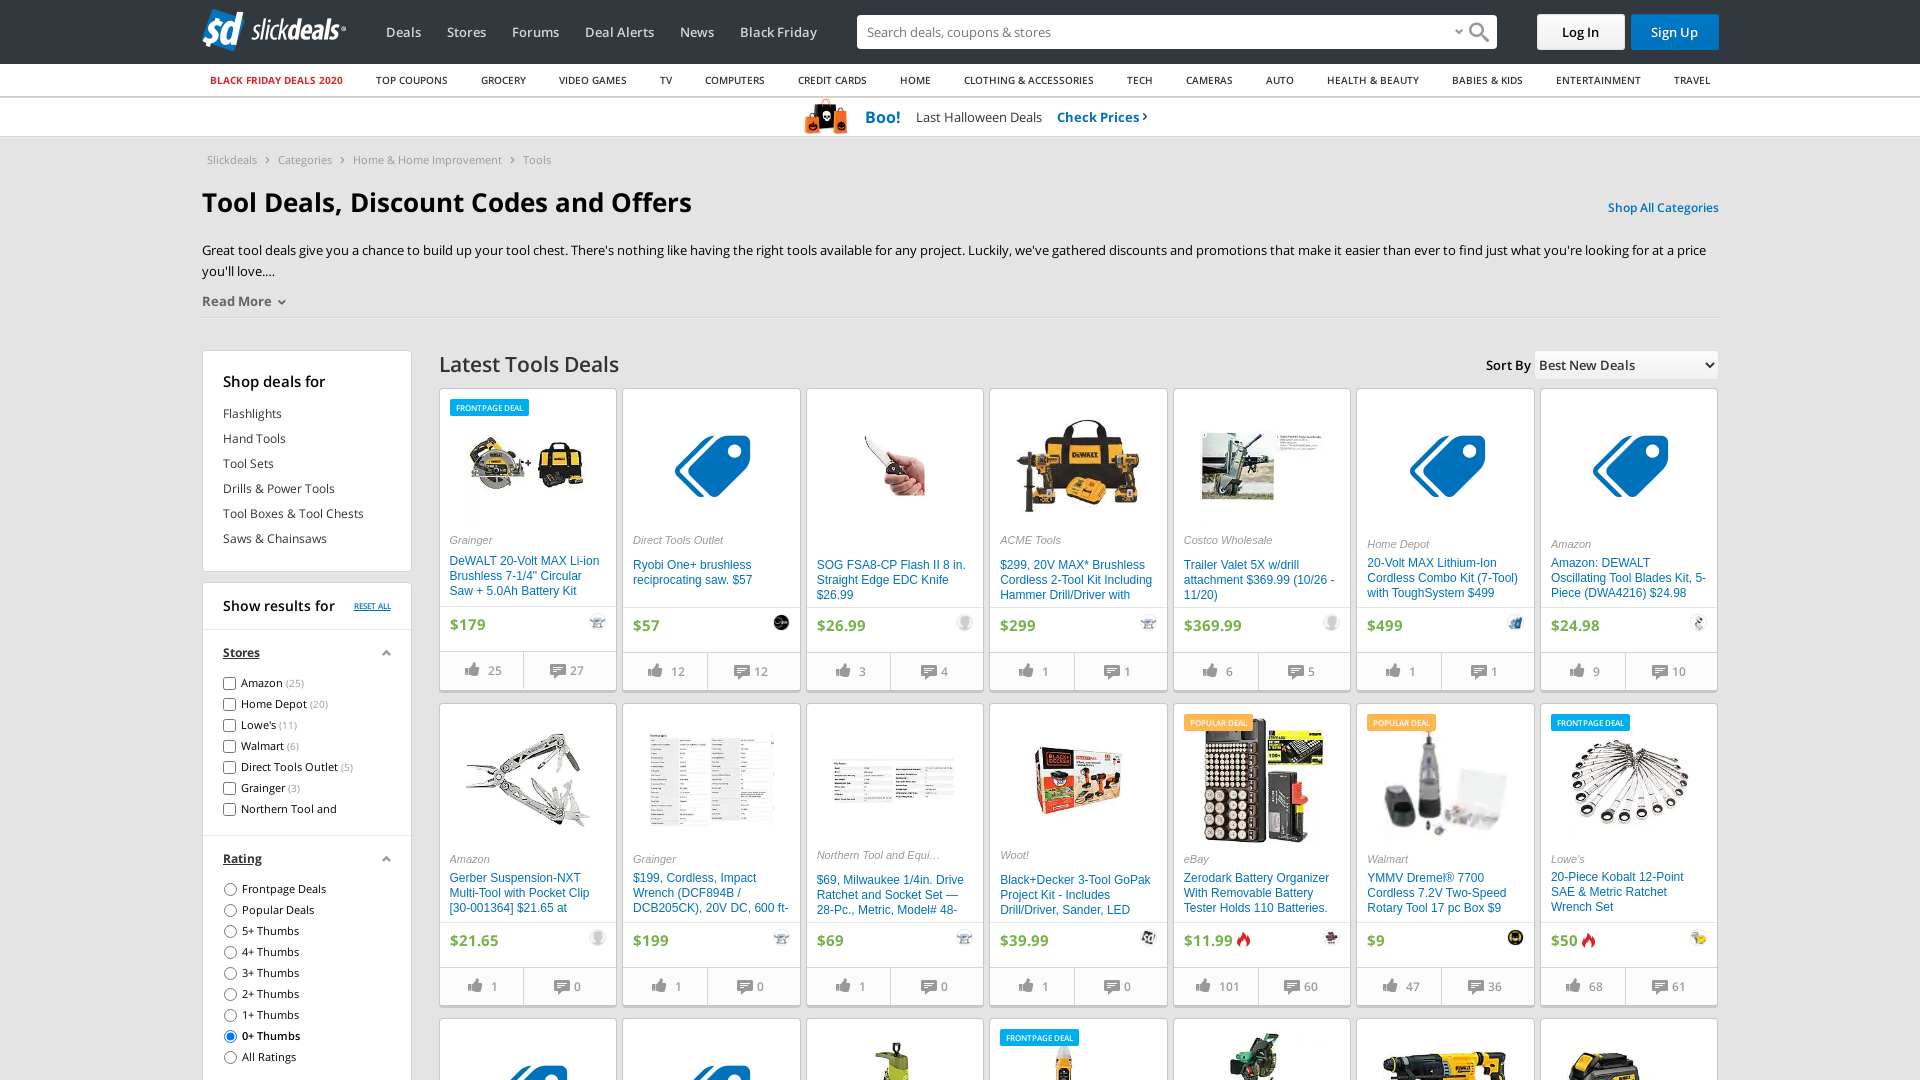 slickdeals
Deals
Stores
Forums
Deal Alerts
News
Black Friday
Search deals, coupons & stores
Log In
Sign Up
BLACK FRIDAY DEALS 2020
TOP COUPONS
GROCERY
VIDEO GAMES
TV
COMPUTERS
CREDIT CARDS
HOME
CLOTHING & ACCESSORIES
TECH
CAMERAS
AUTO
HEALTH & BEAUTY
BABIES & KIDS
ENTERTAINMENT
TRAVEL
Boo! Last Halloween Deals Check Prices
Slickdeals
Categories
Home & Home Improvement
Tools
Tool Deals, Discount Codes and Offers
Shop All Categories
Great tool deals give you a chance to build up your tool chest. There's nothing like having the right tools available for any project. Luckily, we've gathered discounts and promotions that make it easier than ever to find just what you're looking for at a price
you'll love....
Read More
Shop deals for
Flashlights
Hand Tools
Tool Sets
Drills & Power Tools
Tool Boxes & Tool Chests
Saws & Chainsaws
Show results for
RESET ALL
Stores
Amazon (25)
Home Depot (20)
Lowe's (11)
Walmart (6)
Direct Tools Outlet (5)
Grainger (3)
Northern Tool and
Rating
Frontpage Deals
Popular Deals
5+ Thumbs
4+ Thumbs
3+ Thumbs
2+ Thumbs
1+ Thumbs
0+ Thumbs
All Ratings
Latest Tools Deals
Sort By
Best New Deals
FRONTPAGE DEAL
Grainger
DeWALT 20-Volt MAX Li-ion
Brushless 7-1/4" Circular
Saw + 5.0Ah Battery Kit
$179
25
27
Direct Tools Outlet
Ryobi One+ brushless
reciprocating saw. $57
$57
12
12
SOG FSA8-CP Flash II 8 in.
Straight Edge EDC Knife
$26.99
$26.99
3
4
DEWALT
ACME Tools
$299, 20V MAX* Brushless
Cordless 2-Tool Kit Including
Hammer Drill/Driver with
$299
1
1
Costco Wholesale
Trailer Valet 5X w/drill
attachment $369.99 (10/26 -
11/20)
$369.99
6
5
Home Depot
20-Volt MAX Lithium-Ion
Cordless Combo Kit (7-Tool)
with ToughSystem $499
$499
1
1
Amazon
Amazon: DEWALT
Oscillating Tool Blades Kit, 5-
Piece (DWA4216) $24.98
$24.98
9
10
Amazon
Gerber Suspension-NXT
Multi-Tool with Pocket Clip
[30-001364] $21.65 at
$21.65
1
0
Grainger
$199, Cordless, Impact
Wrench (DCF894B /
DCB205CK), 20V DC, 600 ft-
$199
1
0
Northern Tool and Equi…
$69, Milwaukee 1/4in. Drive
Ratchet and Socket Set —
28-Pc., Metric, Model# 48-
$69
1
0
Woot!
Black+Decker 3-Tool GoPak
Project Kit - Includes
Drill/Driver, Sander, LED
$39.99
1
0
POPULAR DEAL
eBay
Zerodark Battery Organizer
With Removable Battery
Tester Holds 110 Batteries.
$11.99
101
60
POPULAR DEAL
Walmart
YMMV Dremel® 7700
Cordless 7.2V Two-Speed
Rotary Tool 17 pc Box $9
$9
47
36
FRONTPAGE DEAL
Lowe's
20-Piece Kobalt 12-Point
SAE & Metric Ratchet
Wrench Set
$50
68
61
FRONTPAGE DEAL